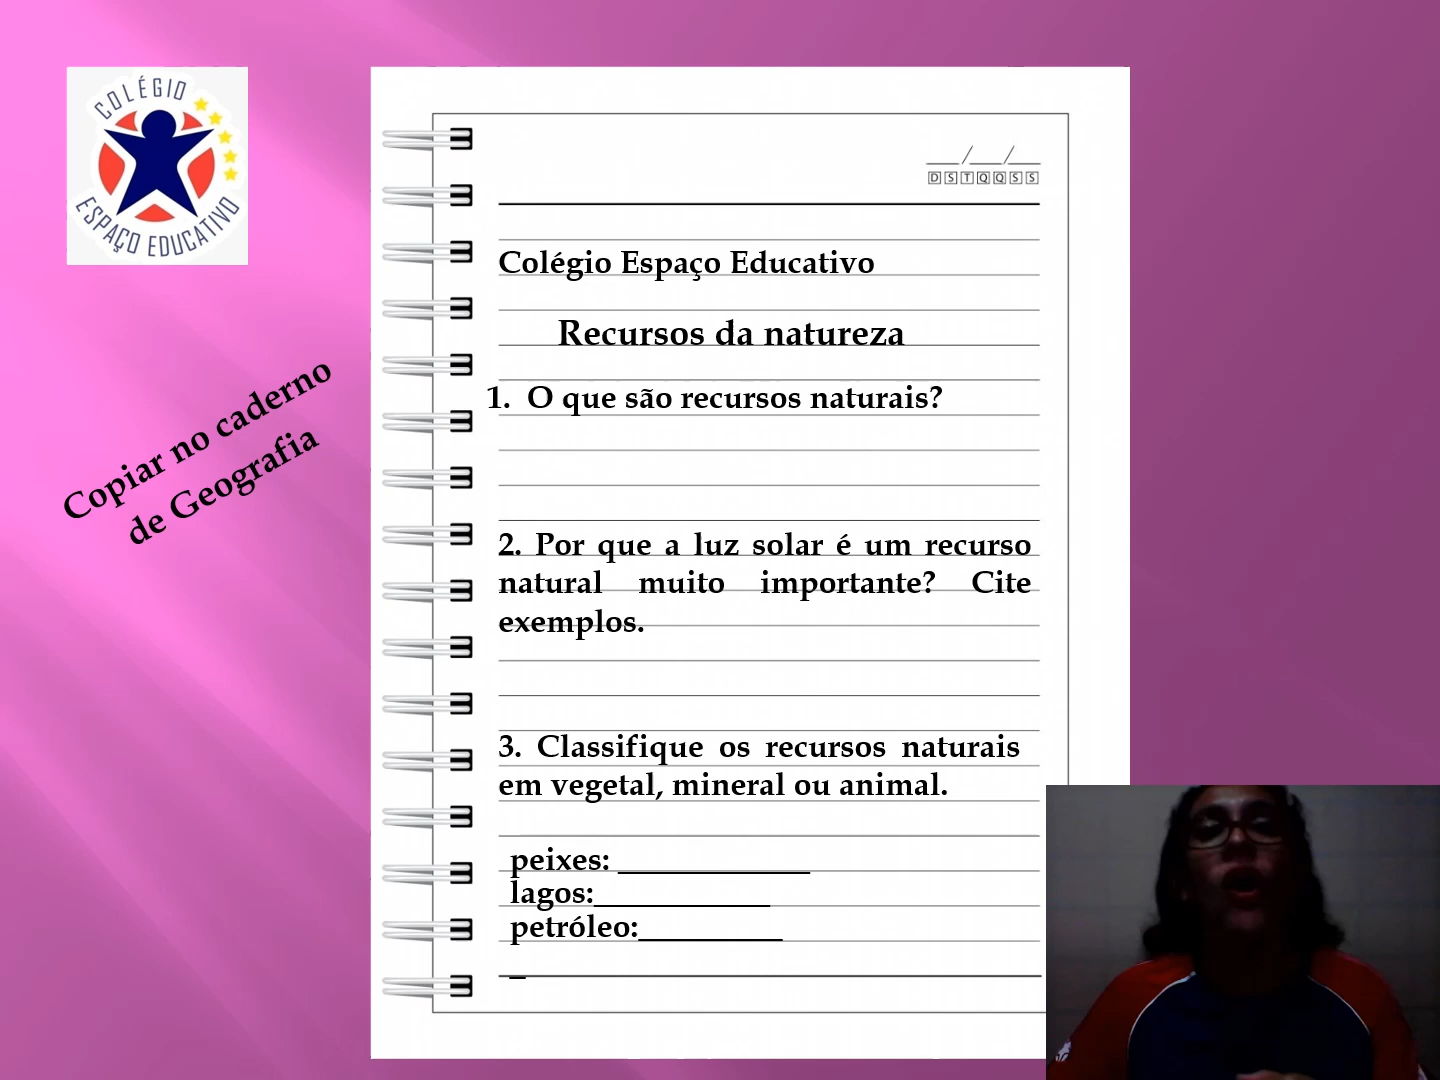 COLÉGIO
ESPAÇO EDUCATIVO
Copiar no caderno
de Geografia
___/___/___
D S T Q Q S S
Colégio Espaço Educativo
Recursos da natureza
1. O que são recursos naturais?
2. Por que a luz solar é um recurso
natural muito importante? Cite
exemplos.
3. Classifique os recursos naturais
em vegetal, mineral ou animal.
peixes: ____________
lagos:___________
petróleo:_________
_